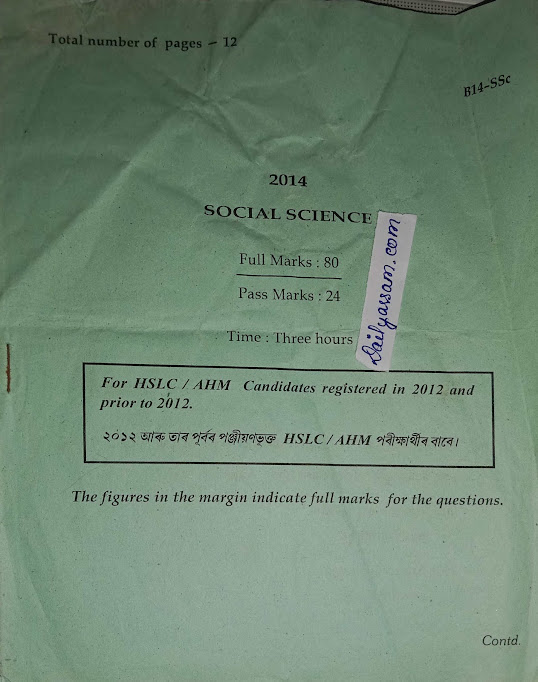 Total number of pages – 12
B14–SSc
2014
SOCIAL SCIENCE
Full Marks : 80
Pass Marks : 24
Time : Three hours
Dailyassam.com
For HSLC / AHM Candidates registered in 2012 and
prior to 2012.
২০১২ আৰু তাৰ পূৰ্বৰ পঞ্জীয়ণভূক্ত HSLC / AHM পৰীক্ষাৰ্থীৰ বাবে।
The figures in the margin indicate full marks for the questions.
Contd.